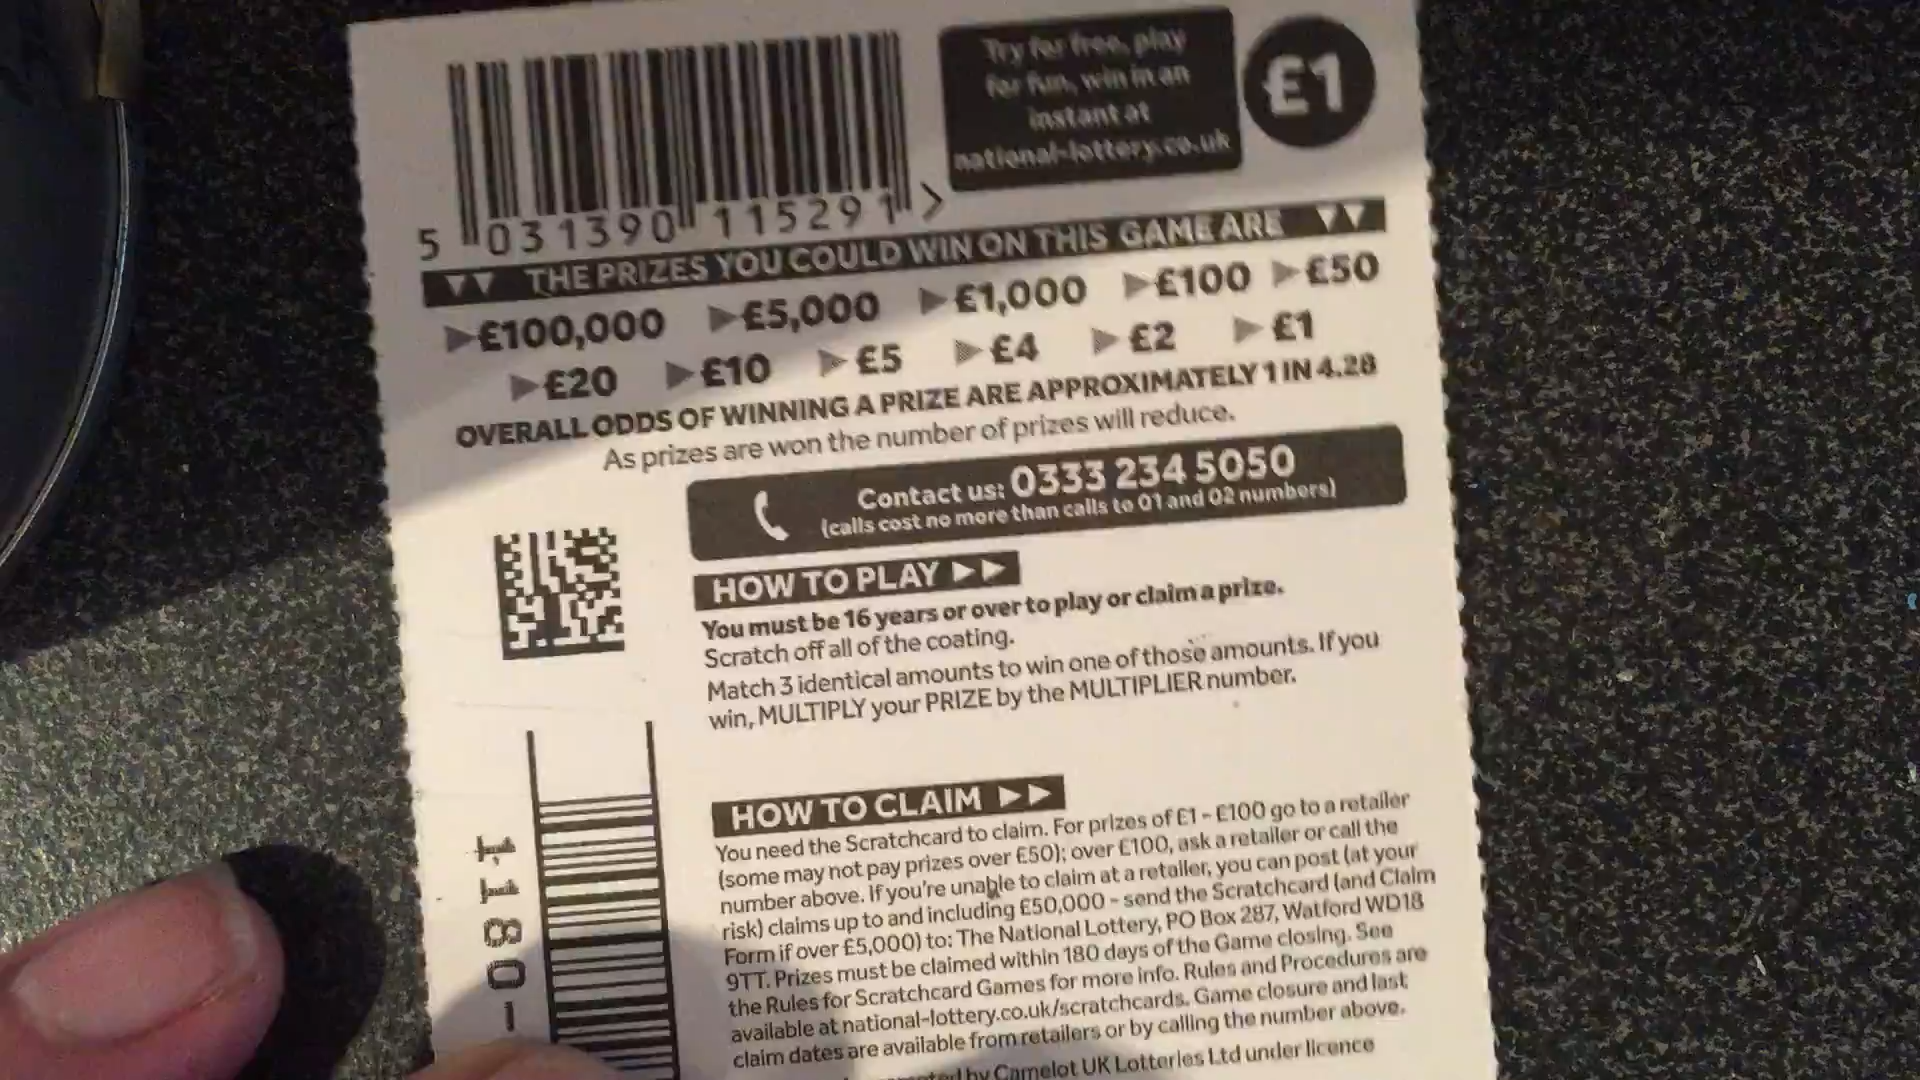 Try for free, play
for fun, win in an
instant at
national-lottery.co.uk
£1
5 031390 115291 >
THE PRIZES YOU COULD WIN ON THIS GAME ARE
£100,000 £5,000 £1,000 £100 £50
£20 £10 £5 £4 £2 £1
OVERALL ODDS OF WINNING A PRIZE ARE APPROXIMATELY 1 IN 4.28
As prizes are won the number of prizes will reduce.
Contact us: 0333 234 5050
(calls cost no more than calls to 01 and 02 numbers)
HOW TO PLAY
You must be 16 years or over to play or claim a prize.
Scratch off all of the coating.
Match 3 identical amounts to win one of those amounts. If you
win, MULTIPLY your PRIZE by the MULTIPLIER number.
HOW TO CLAIM
You need the Scratchcard to claim. For prizes of £1 - £100 go to a retailer
(some may not pay prizes over £50); over £100, ask a retailer or call the
number above. If you're unable to claim at a retailer, you can post (at your
risk) claims up to and including £50,000 - send the Scratchcard (and Claim
Form if over £5,000) to: The National Lottery, PO Box 287, Watford WD18
9TT. Prizes must be claimed within 180 days of the Game closing. See
the Rules for Scratchcard Games for more info. Rules and Procedures are
available at national-lottery.co.uk/scratchcards. Game closure and last
claim dates are available from retailers or by calling the number above.
by Camelot UK Lotteries Ltd under licence
1180-